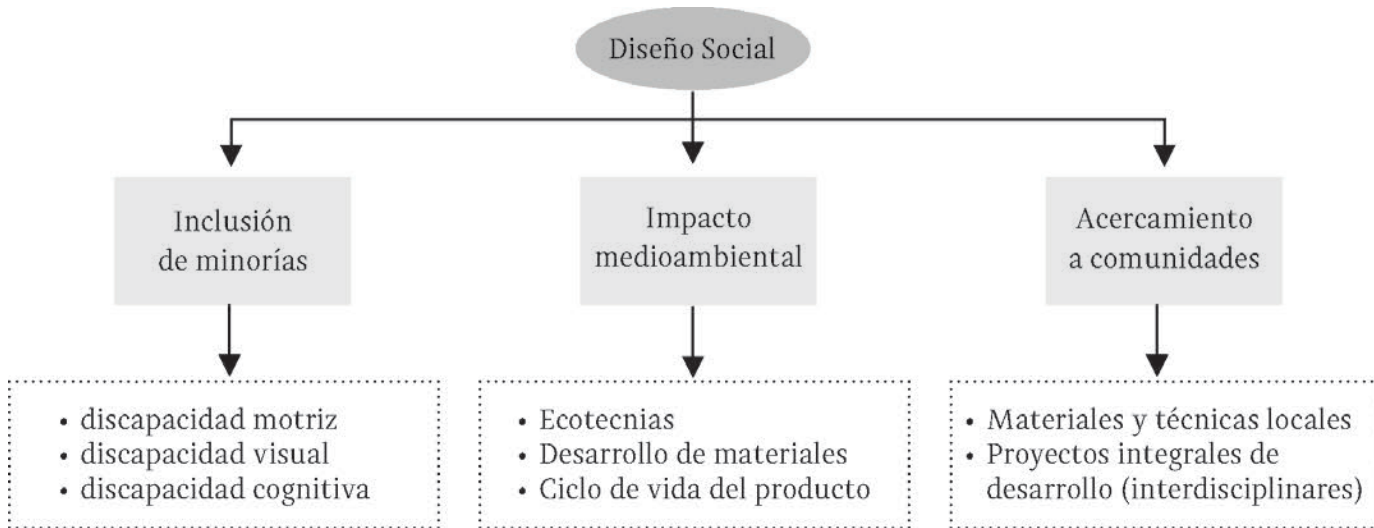 Diseño Social
Inclusión
de minorías
Impacto
medioambiental
Acercamiento
a comunidades
• discapacidad motriz
• discapacidad visual
• discapacidad cognitiva
• Ecotecnias
• Desarrollo de materiales
• Ciclo de vida del producto
• Materiales y técnicas locales
• Proyectos integrales de
desarrollo (interdisciplinares)